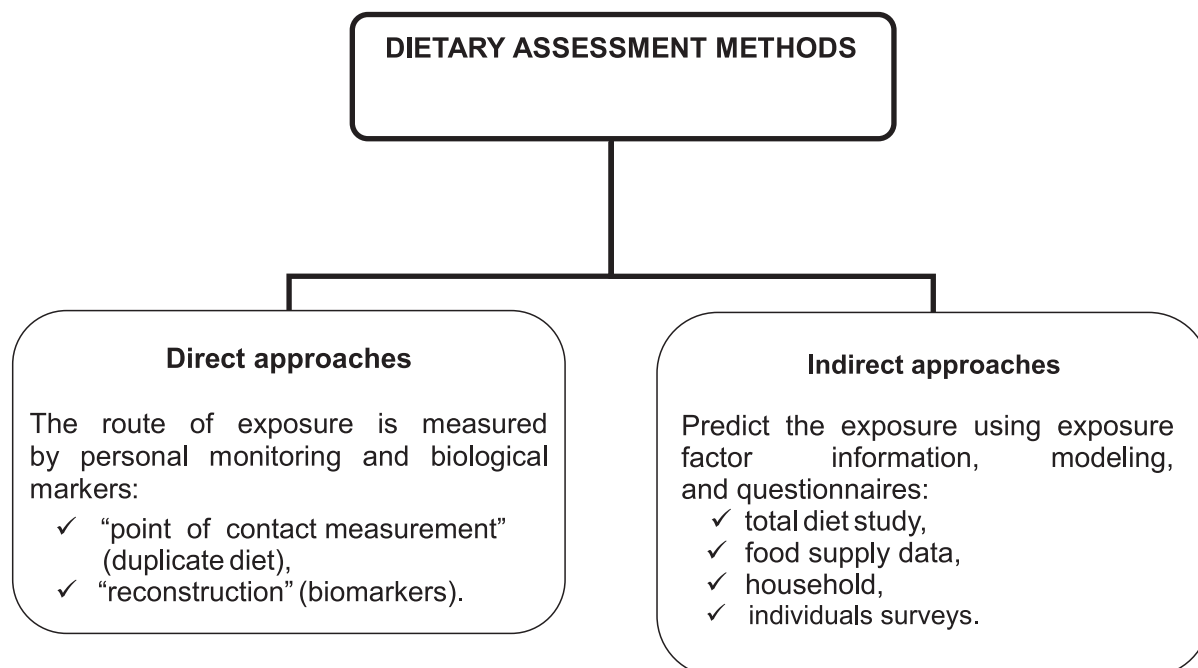 DIETARY ASSESSMENT METHODS
Direct approaches
The route of exposure is measured
by personal monitoring and biological
markers:
✓ “point of contact measurement”
(duplicate diet),
✓ “reconstruction” (biomarkers).
Indirect approaches
Predict the exposure using exposure
factor information, modeling,
and questionnaires:
✓ total diet study,
✓ food supply data,
✓ household,
✓ individuals surveys.